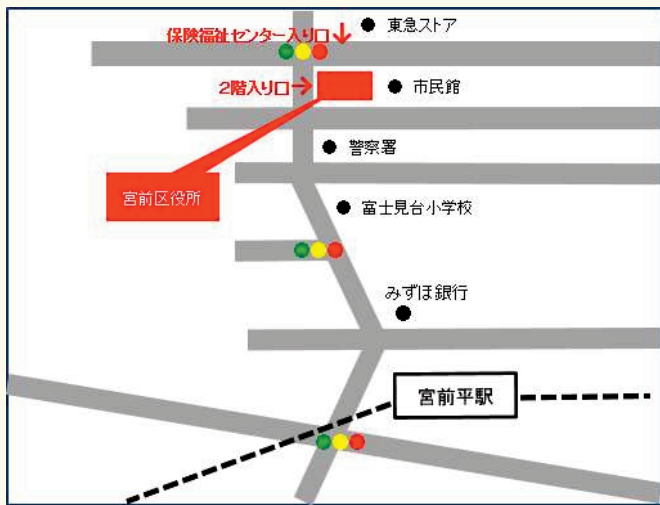 東急ストア
保険福祉センター入り口↓
2階入り口→
市民館
警察署
宮前区役所
富士見台小学校
みずほ銀行
宮前平駅